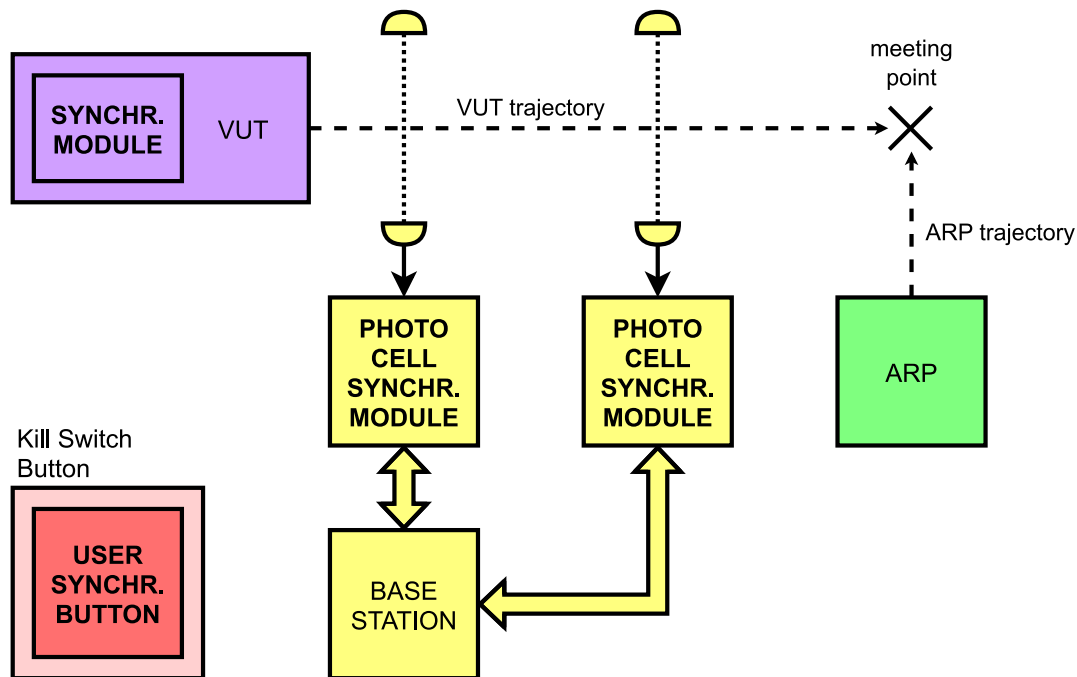 meeting
point
SYNCHR.
MODULE
VUT
VUT trajectory
ARP trajectory
PHOTO
CELL
SYNCHR.
MODULE
PHOTO
CELL
SYNCHR.
MODULE
ARP
Kill Switch
Button
USER
SYNCHR.
BUTTON
BASE
STATION